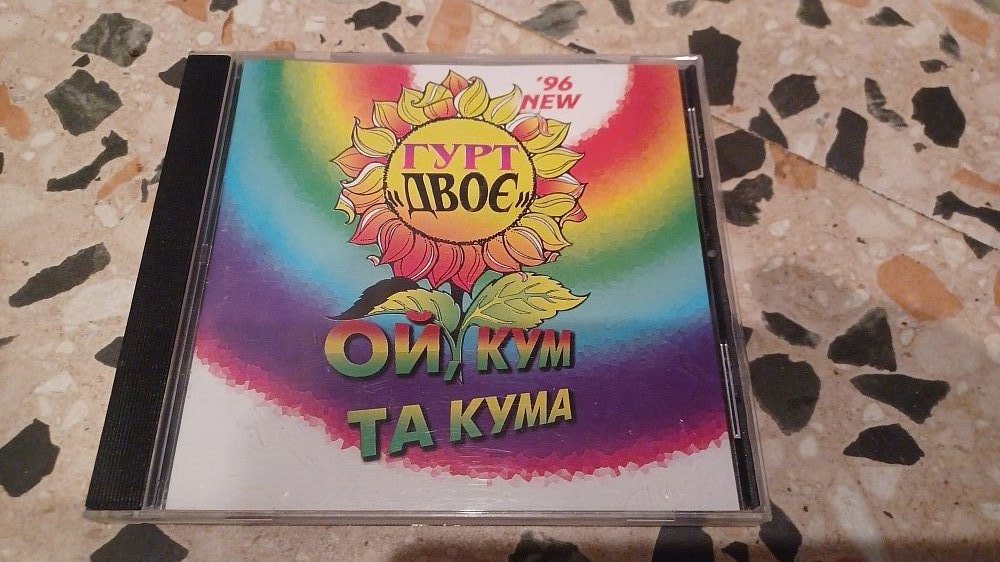 '96
NEW
ГУРТ
"ДВОЄ"
ОЙ, КУМ
ТА КУМА